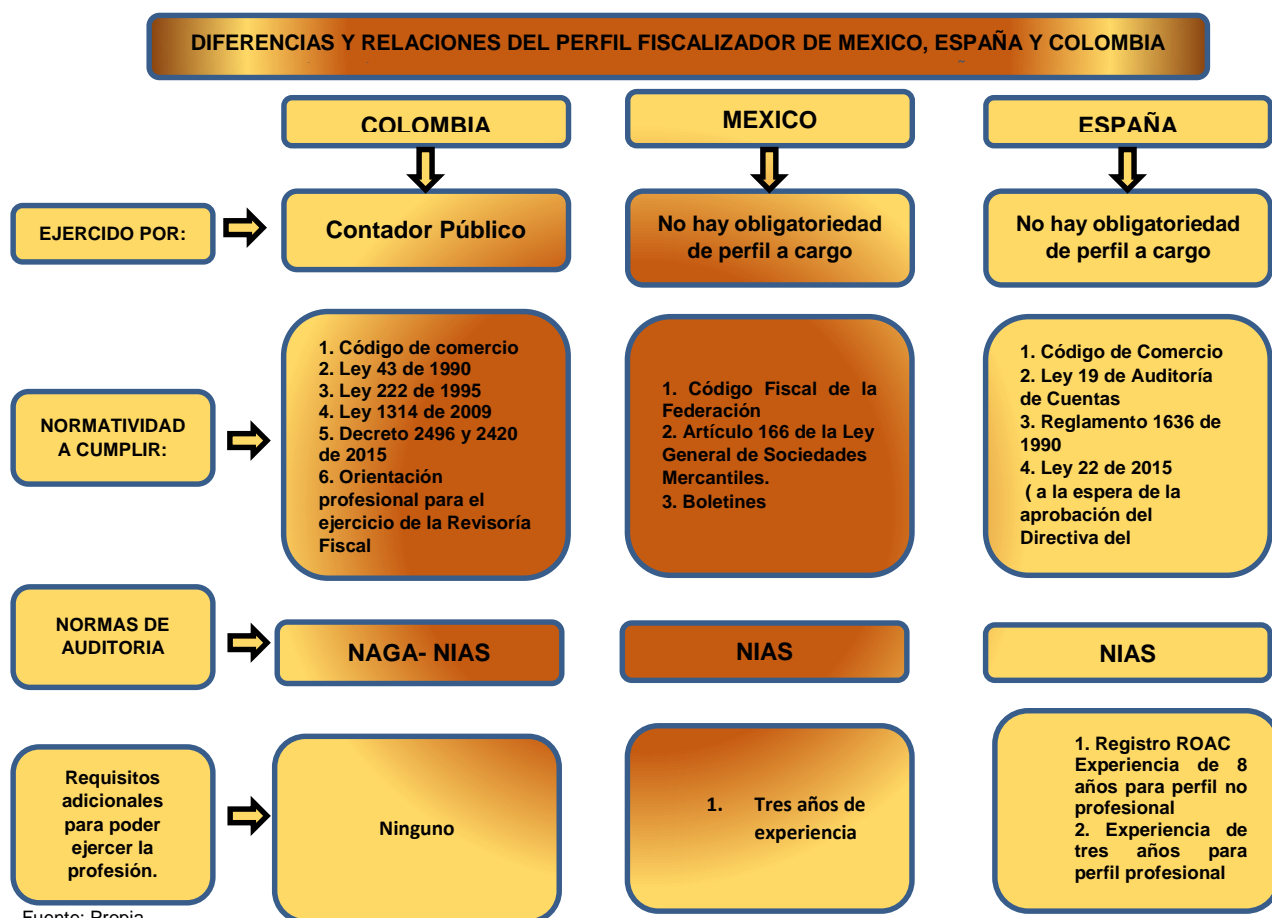 DIFERENCIAS Y RELACIONES DEL PERFIL FISCALIZADOR DE MEXICO, ESPAÑA Y COLOMBIA
COLOMBIA
MEXICO
ESPAÑA
EJERCIDO POR:
Contador Público
No hay obligatoriedad
de perfil a cargo
No hay obligatoriedad
de perfil a cargo
NORMATIVIDAD
A CUMPLIR:
1. Código de comercio
2. Ley 43 de 1990
3. Ley 222 de 1995
4. Ley 1314 de 2009
5. Decreto 2496 y 2420
de 2015
6. Orientación
profesional para el
ejercicio de la Revisoría
Fiscal
1. Código Fiscal de la
Federación
2. Artículo 166 de la Ley
General de Sociedades
Mercantiles.
3. Boletines
1. Código de Comercio
2. Ley 19 de Auditoría
de Cuentas
3. Reglamento 1636 de
1990
4. Ley 22 de 2015
( a la espera de la
aprobación del
Directiva del
NORMAS DE
AUDITORIA
NAGA- NIAS
NIAS
NIAS
Requisitos
adicionales
para poder
ejercer la
profesión.
Ninguno
1. Tres años de
experiencia
1. Registro ROAC
Experiencia de 8
años para perfil no
profesional
2. Experiencia de
tres años para
perfil profesional
Fuente: Propia